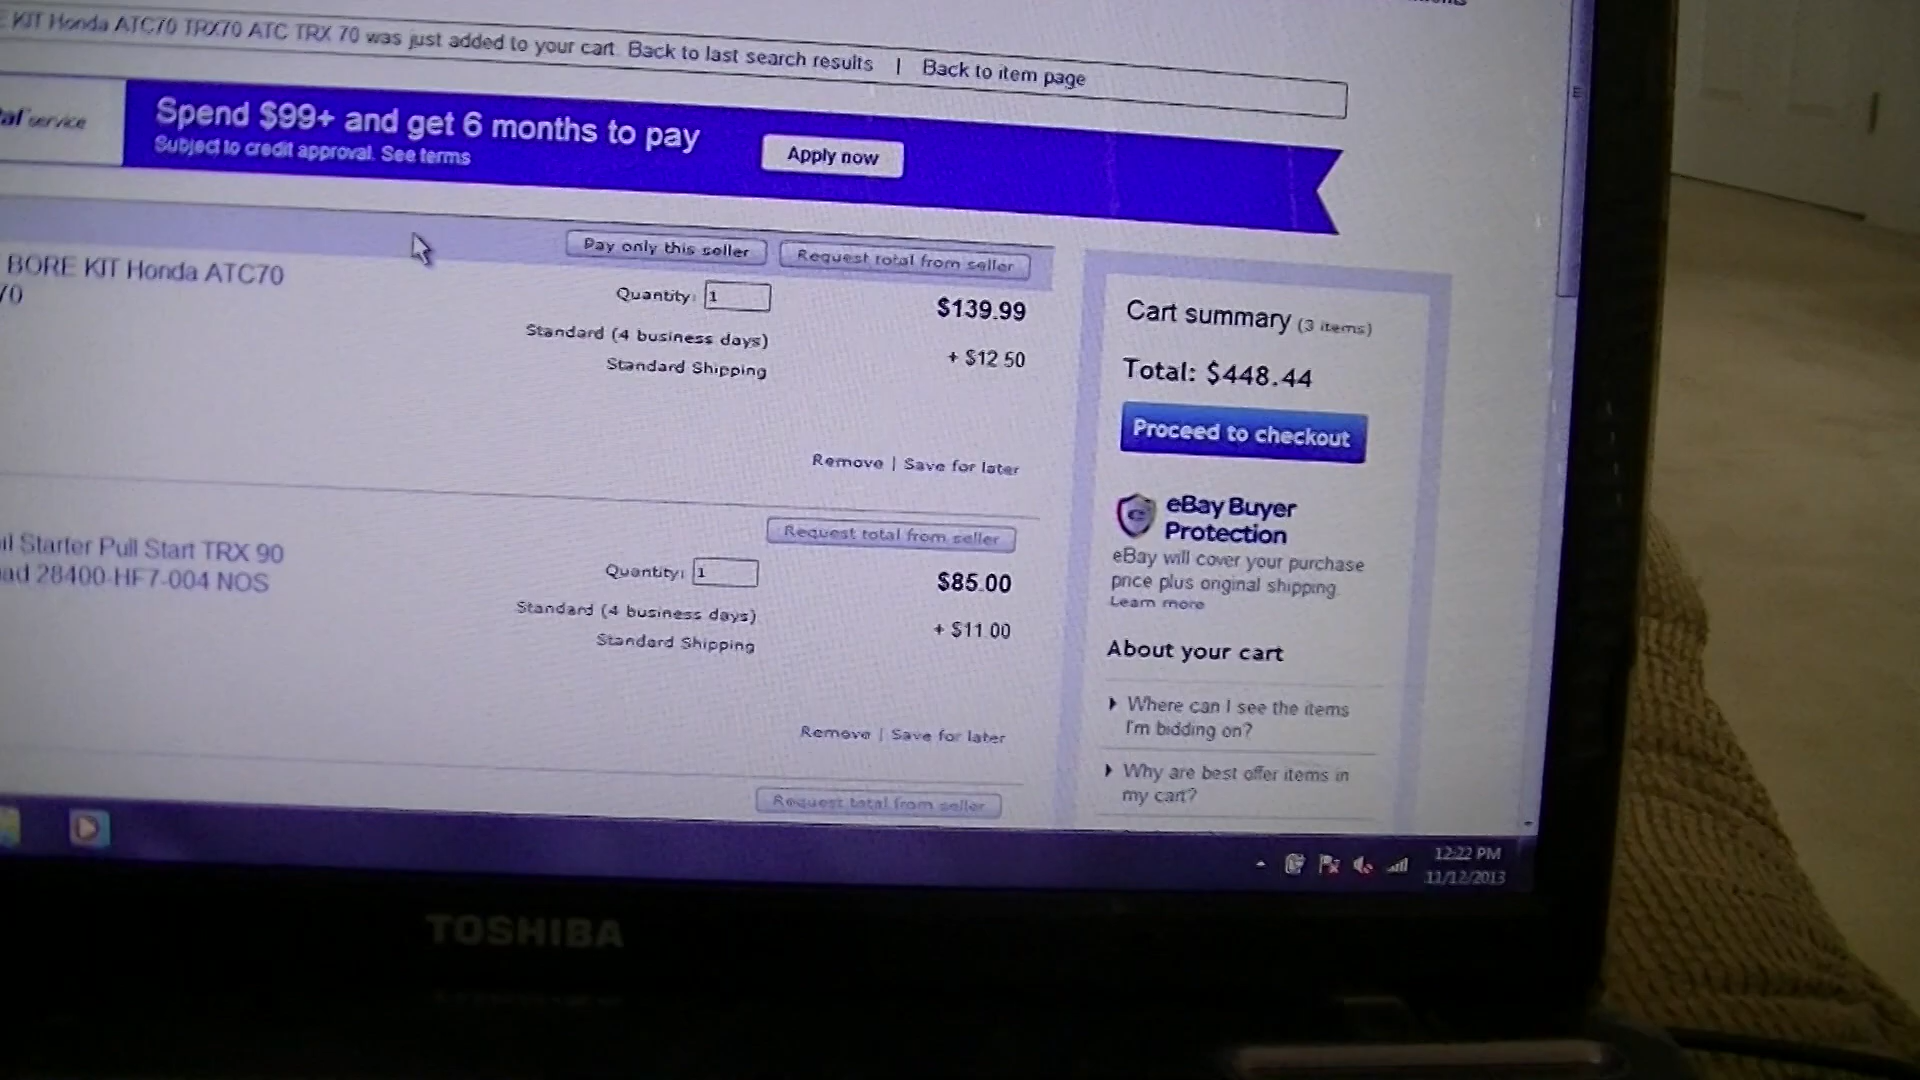 KIT Honda ATC70 TRX70 ATC TRX 70 was just added to your cart. Back to last search results | Back to item page
service
Spend $99+ and get 6 months to pay
Subject to credit approval. See terms
Apply now
Pay only this seller
Request total from seller
BORE KIT Honda ATC70
Quantity: 1
$139.99
Standard (4 business days)
+ $12.50
Standard Shipping
Remove | Save for later
Request total from seller
Starter Pull Start TRX 90
28400-HF7-004 NOS
Quantity: 1
$85.00
Standard (4 business days)
+ $11.00
Standard Shipping
Remove | Save for later
Request total from seller
Cart summary (3 items)
Total: $448.44
Proceed to checkout
eBay Buyer
Protection
eBay will cover your purchase
price plus original shipping.
Learn more
About your cart
Where can I see the items
I'm bidding on?
Why are best offer items in
my cart?
12:22 PM
11/12/2013
TOSHIBA